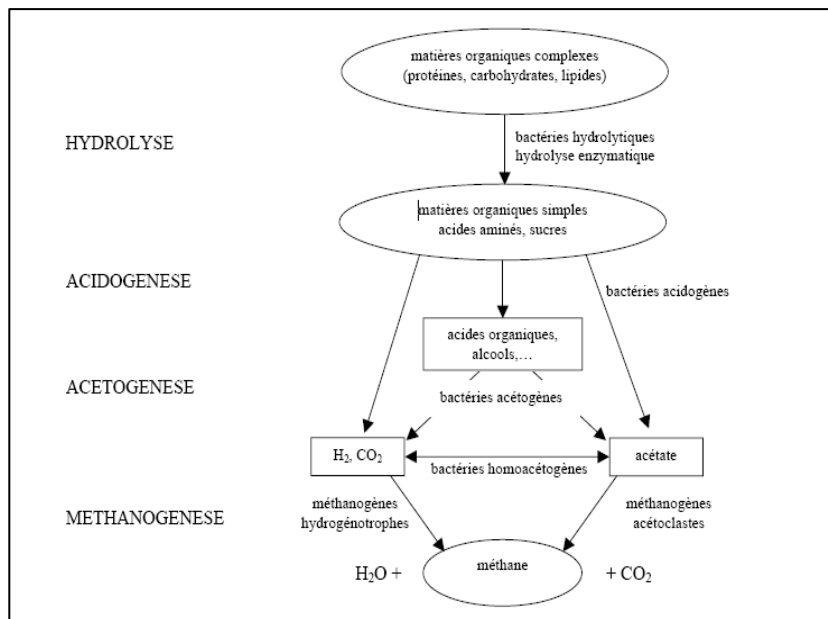 matières organiques complexes
(protéines, carbohydrates, lipides)
HYDROLYSE
bactéries hydrolytiques
hydrolyse enzymatique
matières organiques simples
acides aminés, sucres
ACIDOGENESE
bactéries acidogènes
acides organiques,
alcools,…
ACETOGENESE
bactéries acétogènes
H₂, CO₂
bactéries homoacétogènes
acétate
METHANOGENESE
méthanogènes
hydrogénotrophes
méthanogènes
acétoclastes
H₂O +
méthane
+ CO₂